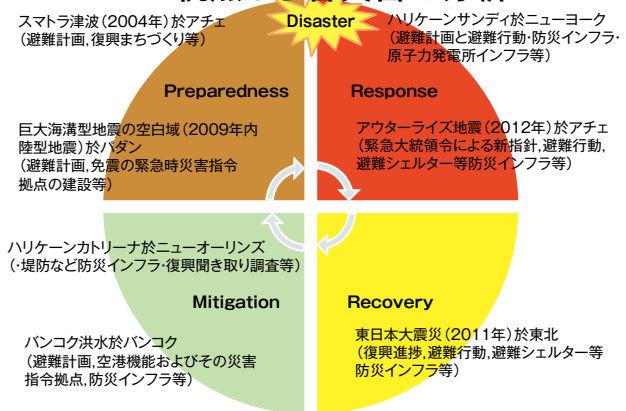 スマトラ津波(2004年)於アチェ
(避難計画,復興まちづくり等)
Disaster
ハリケーンサンディ於ニューヨーク
(避難計画と避難行動・防災インフラ・
原子力発電所インフラ等)
Preparedness
Response
巨大海溝型地震の空白域(2009年内
陸型地震)於パダン
(避難計画,免震の緊急時災害指令
拠点の建設等)
アウターライズ地震(2012年)於アチェ
(緊急大統領令による新指針,避難行動,
避難シェルター等防災インフラ等)
ハリケーンカトリーナ於ニューオーリンズ
(・堤防など防災インフラ・復興聞き取り調査等)
Mitigation
Recovery
バンコク洪水於バンコク
(避難計画,空港機能およびその災害
指令拠点,防災インフラ等)
東日本大震災(2011年)於東北
(復興進捗,避難行動,避難シェルター等
防災インフラ等)